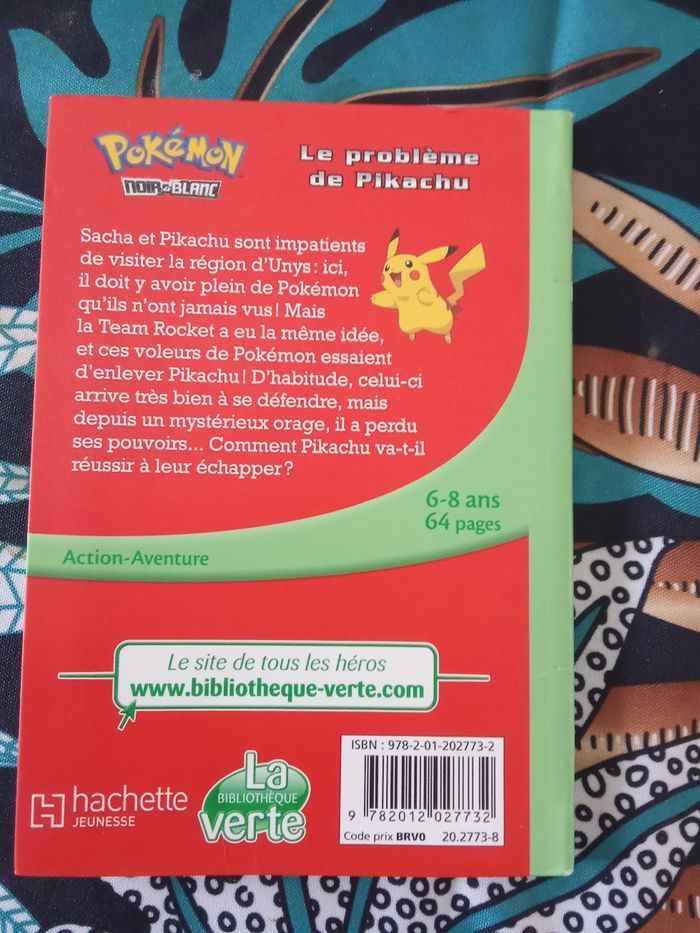 POKéMON
NOIR et BLANC
Le problème
de Pikachu
Sacha et Pikachu sont impatients
de visiter la région d'Unys : ici,
il doit y avoir plein de Pokémon
qu'ils n'ont jamais vus ! Mais
la Team Rocket a eu la même idée,
et ces voleurs de Pokémon essaient
d'enlever Pikachu ! D'habitude, celui-ci
arrive très bien à se défendre, mais
depuis un mystérieux orage, il a perdu
ses pouvoirs... Comment Pikachu va-t-il
réussir à leur échapper ?
6-8 ans
64 pages
Action-Aventure
Le site de tous les héros
www.bibliotheque-verte.com
hachette
JEUNESSE
La
BIBLIOTHÈQUE
verte
ISBN : 978-2-01-202773-2
9 782012 027732
Code prix BRV0 20.2773-8